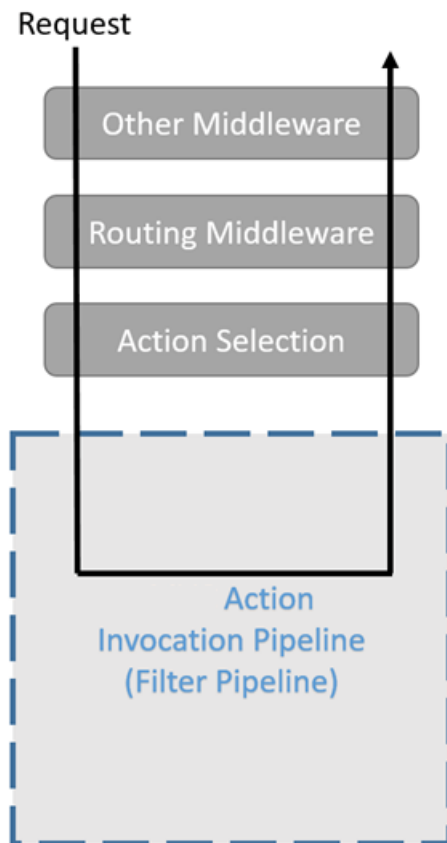 Request
Other Middleware
Routing Middleware
Action Selection
Action
Invocation Pipeline
(Filter Pipeline)